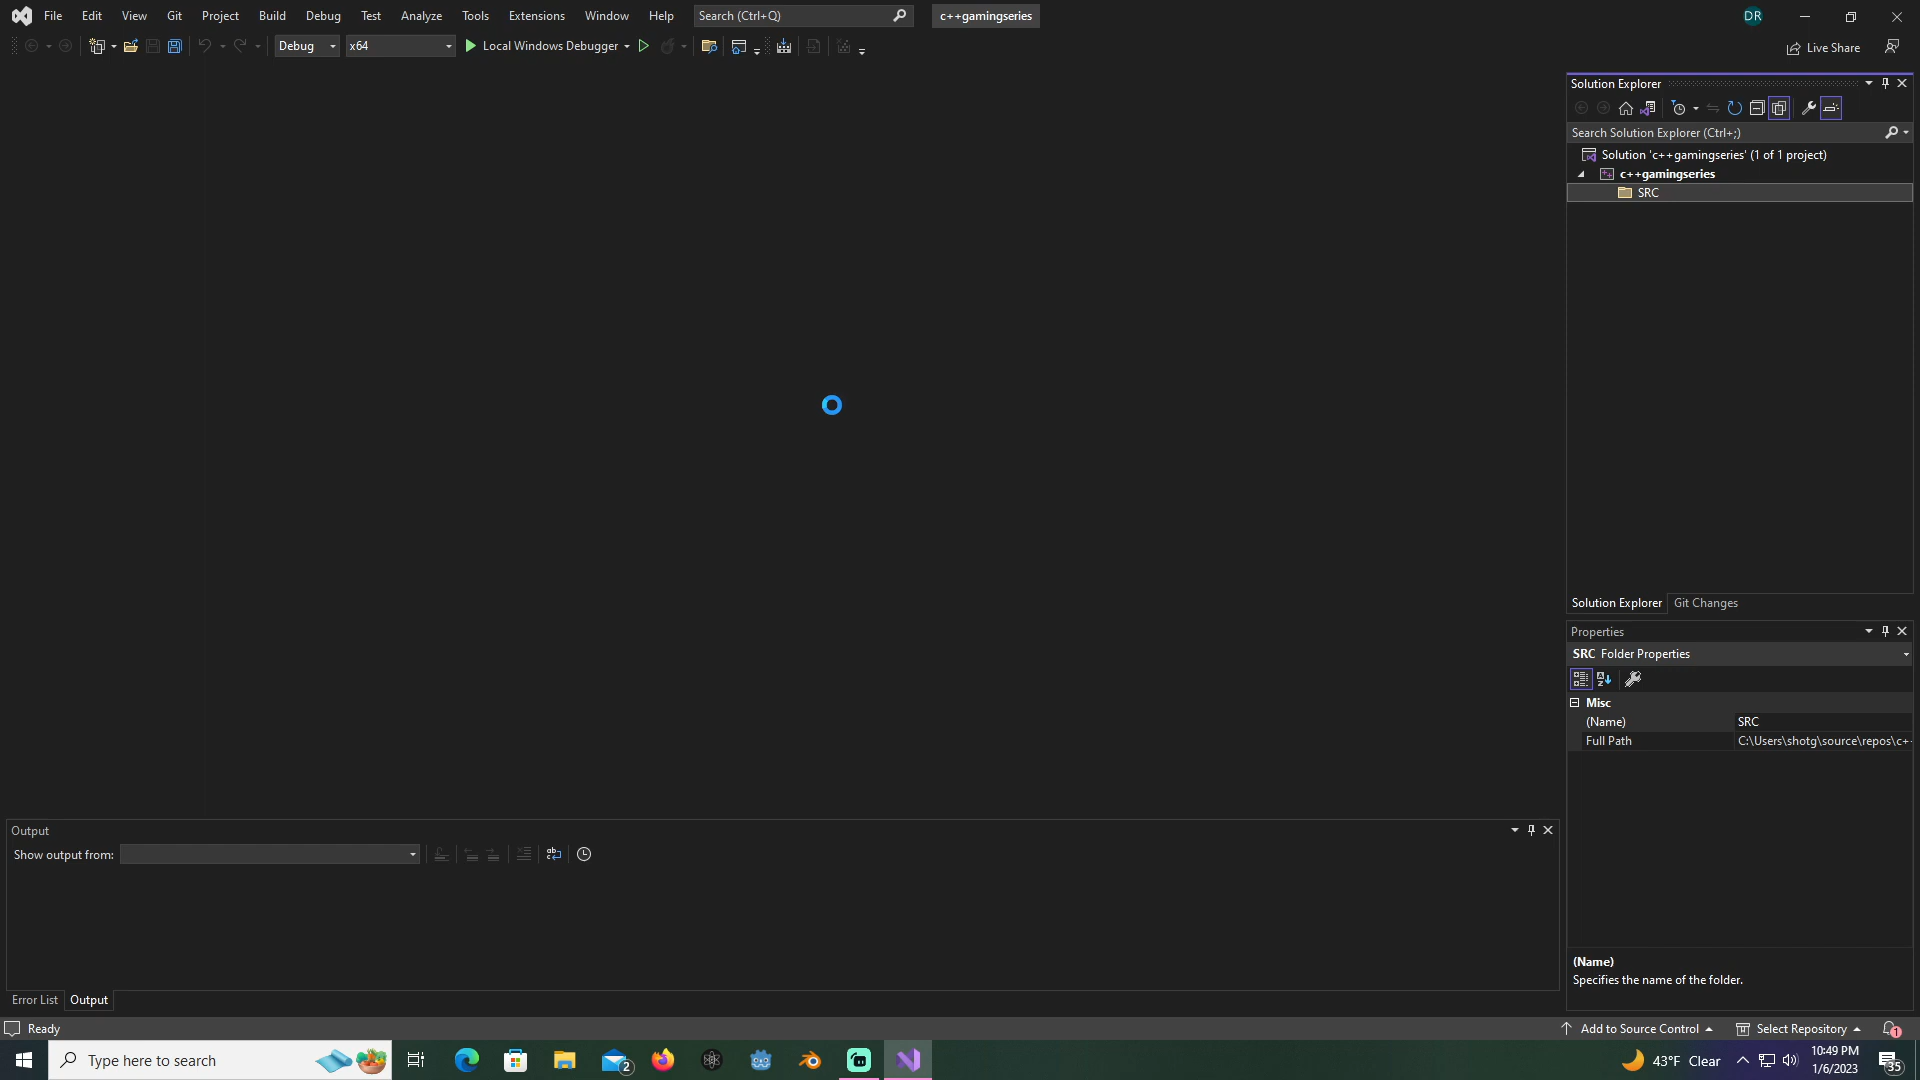 File Edit View Git Project Build Debug Test Analyze Tools Extensions Window Help Search (Ctrl+Q) c++gamingseries DR
Debug x64 Local Windows Debugger Live Share
Solution Explorer
Search Solution Explorer (Ctrl+;)
Solution 'c++gamingseries' (1 of 1 project)
c++gamingseries
SRC
Solution Explorer Git Changes
Properties
SRC Folder Properties
Misc
(Name) SRC
Full Path C:\Users\shotg\source\repos\c+
Output
Show output from:
(Name)
Specifies the name of the folder.
Error List Output
Ready Add to Source Control Select Repository 1
Type here to search 2 43°F Clear 10:49 PM
1/6/2023 35